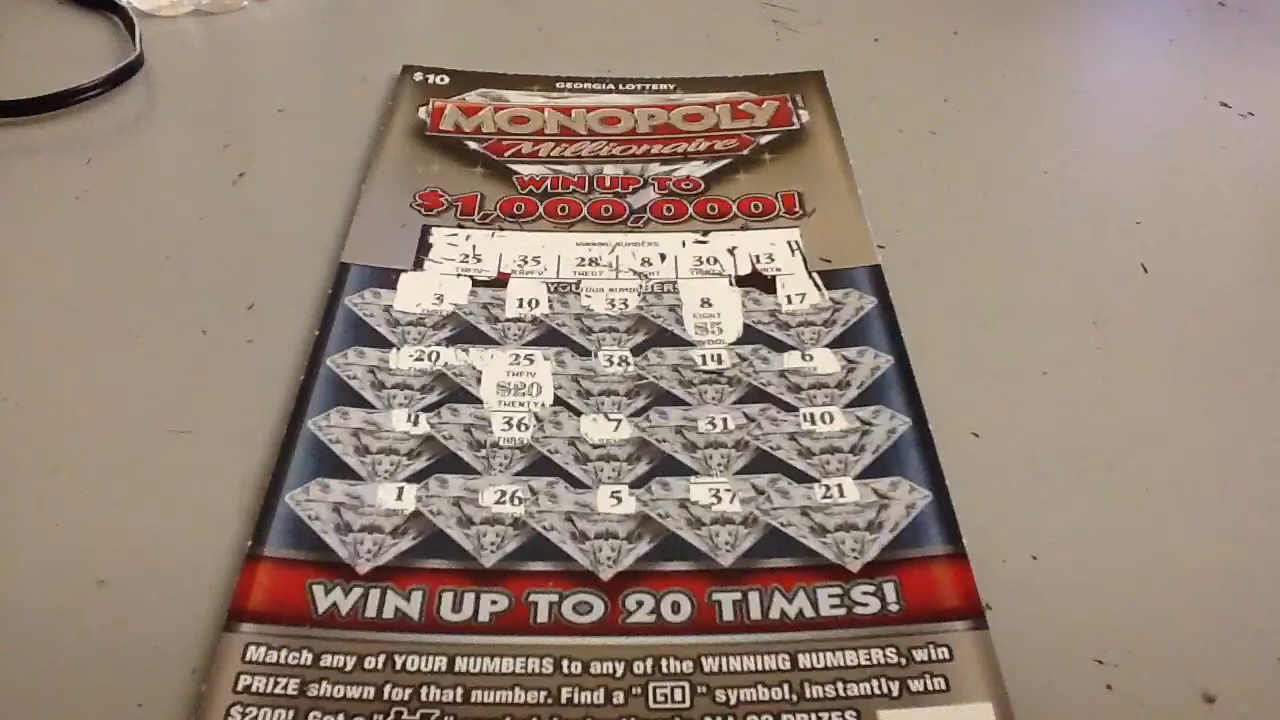 $10
GEORGIA LOTTERY
MONOPOLY
Millionaire
WIN UP TO
$1,000,000!
WINNING NUMBERS
25 35 28 8 30 13
3 10 33 8 17
EIGHT
$5
20 25 38 14 6
$20
TWENTY
4 36 7 31 40
1 26 5 37 21
WIN UP TO 20 TIMES!
Match any of YOUR NUMBERS to any of the WINNING NUMBERS, win
PRIZE shown for that number. Find a "GO" symbol, instantly win
$200!